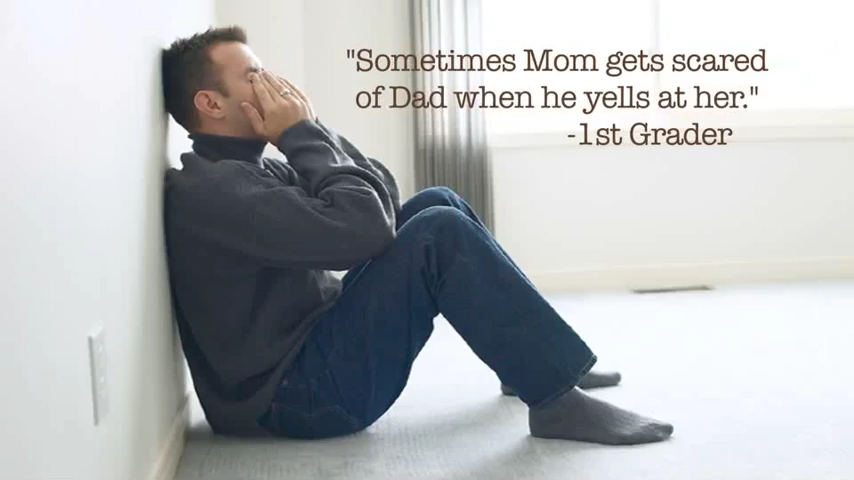 "Sometimes Mom gets scared
of Dad when he yells at her."
-1st Grader